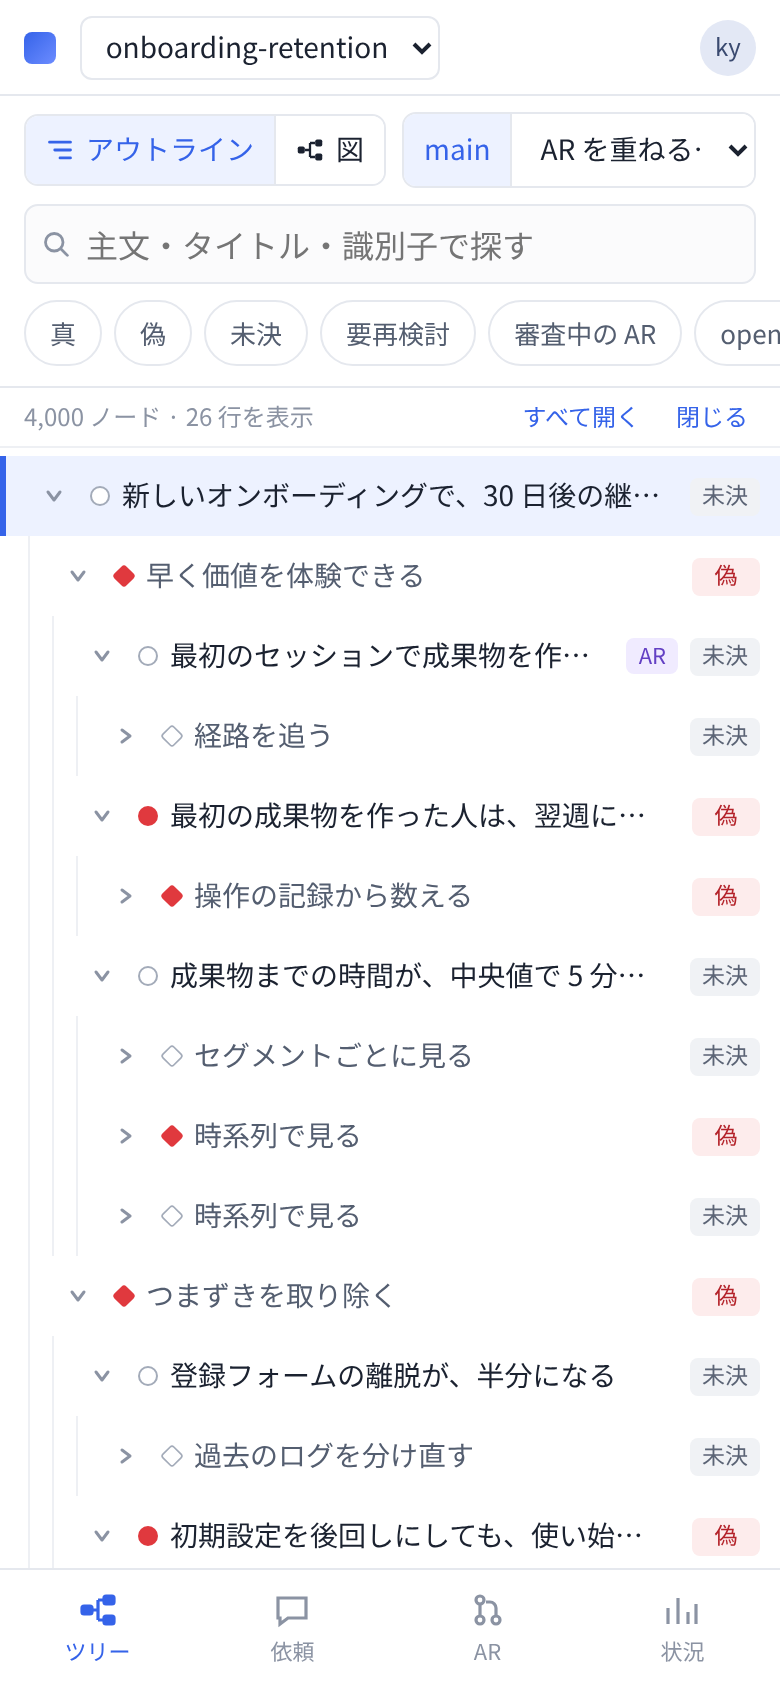 onboarding-retention
ky
アウトライン
図
main
AR を重ねる·
主文・タイトル・識別子で探す
真
偽
未決
要再検討
審査中の AR
open
4,000 ノード · 26 行を表示
すべて開く
閉じる
新しいオンボーディングで、30 日後の継… 未決
早く価値を体験できる 偽
最初のセッションで成果物を作… AR 未決
経路を追う 未決
最初の成果物を作った人は、翌週に… 偽
操作の記録から数える 偽
成果物までの時間が、中央値で 5 分… 未決
セグメントごとに見る 未決
時系列で見る 偽
時系列で見る 未決
つまずきを取り除く 偽
登録フォームの離脱が、半分になる 未決
過去のログを分け直す 未決
初期設定を後回しにしても、使い始… 偽
ツリー
依頼
AR
状況